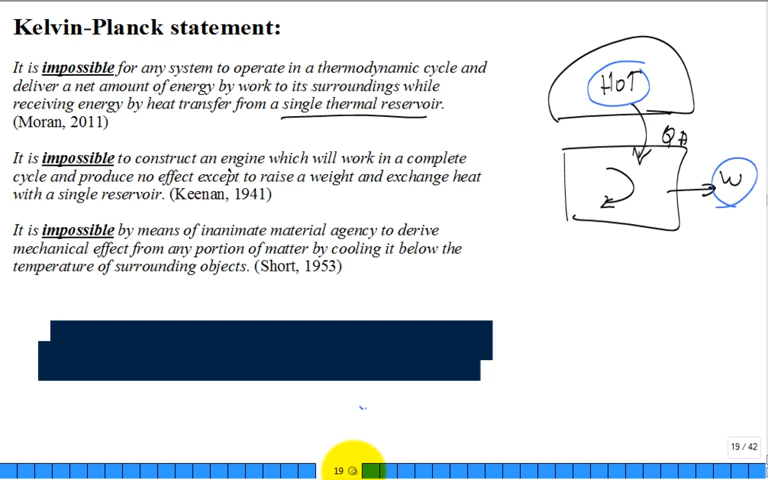 Kelvin-Planck statement:
It is impossible for any system to operate in a thermodynamic cycle and
deliver a net amount of energy by work to its surroundings while
receiving energy by heat transfer from a single thermal reservoir.
(Moran, 2011)
It is impossible to construct an engine which will work in a complete
cycle and produce no effect except to raise a weight and exchange heat
with a single reservoir. (Keenan, 1941)
It is impossible by means of inanimate material agency to derive
mechanical effect from any portion of matter by cooling it below the
temperature of surrounding objects. (Short, 1953)
HOT
QA
W
19 / 42
19